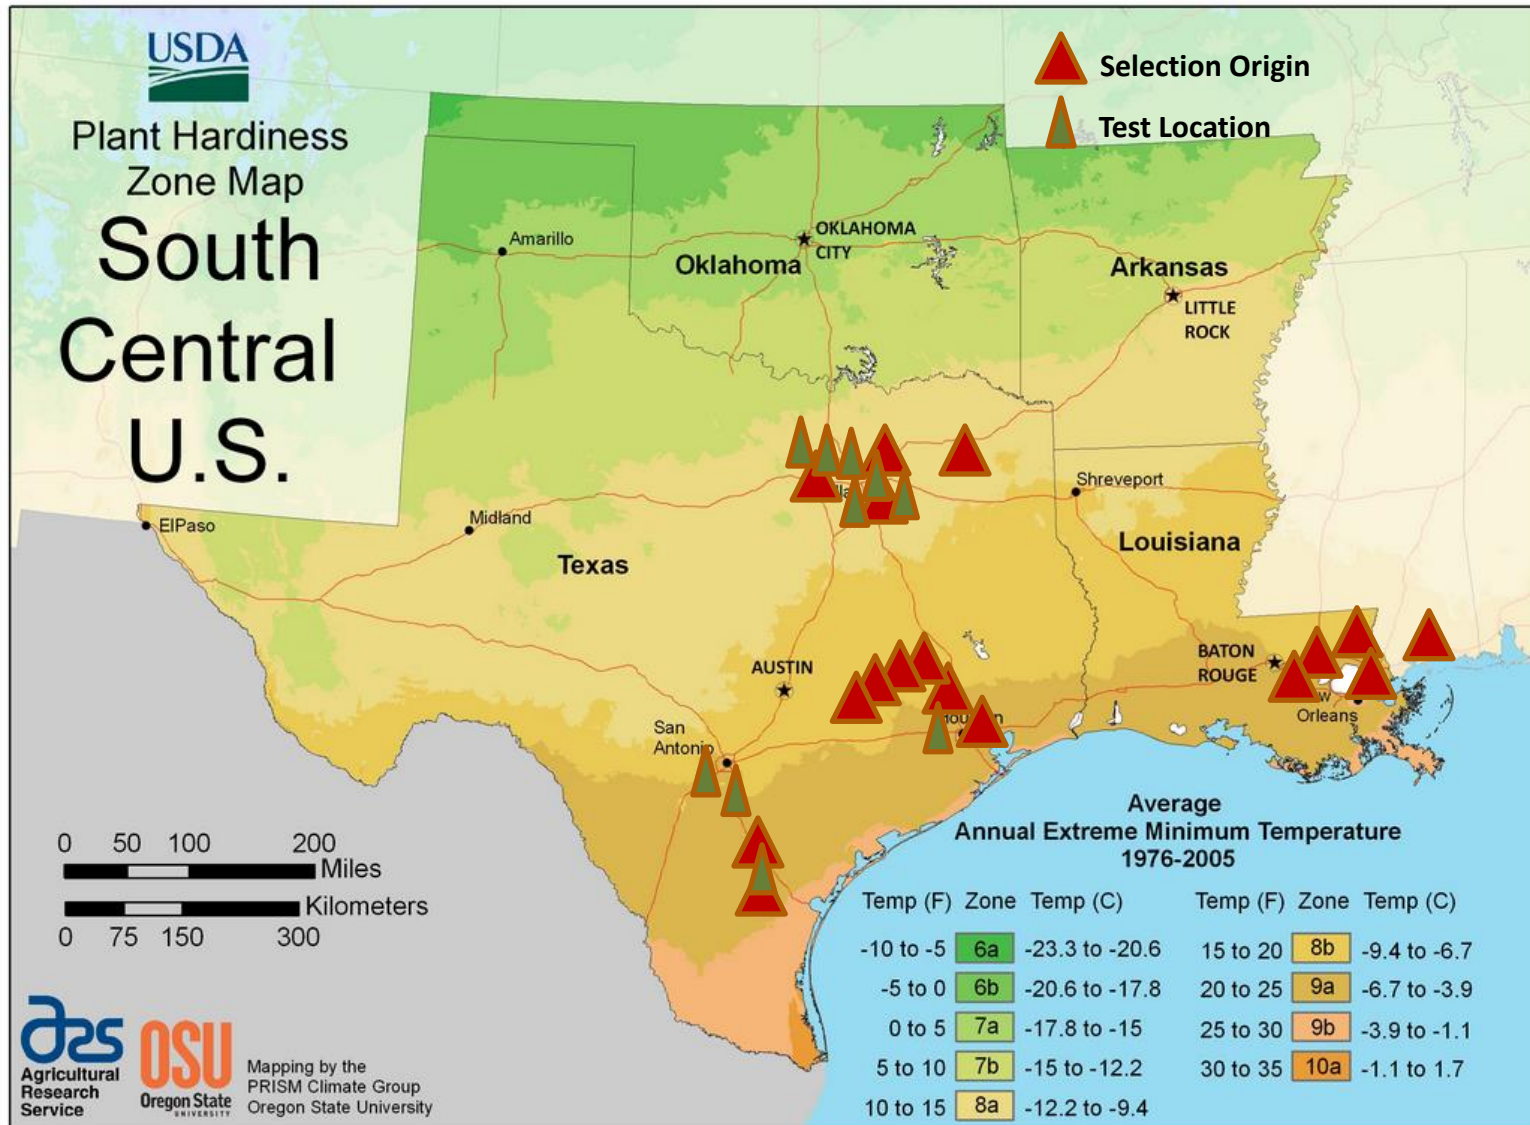 USDA
Plant Hardiness
Zone Map
South
Central
U.S.
Selection Origin
Test Location
Amarillo
OKLAHOMA
CITY
Oklahoma
Arkansas
LITTLE
ROCK
Shreveport
ElPaso
Midland
Texas
Louisiana
AUSTIN
BATON
ROUGE
Orleans
San
Antonio
0 50 100 200
Miles
Kilometers
0 75 150 300
Average
Annual Extreme Minimum Temperature
1976-2005
Temp (F) Zone Temp (C) Temp (F) Zone Temp (C)
-10 to -5 6a -23.3 to -20.6 15 to 20 8b -9.4 to -6.7
-5 to 0 6b -20.6 to -17.8 20 to 25 9a -6.7 to -3.9
0 to 5 7a -17.8 to -15 25 to 30 9b -3.9 to -1.1
5 to 10 7b -15 to -12.2 30 to 35 10a -1.1 to 1.7
10 to 15 8a -12.2 to -9.4
ars
Agricultural
Research
Service
OSU
Oregon State
UNIVERSITY
Mapping by the
PRISM Climate Group
Oregon State University